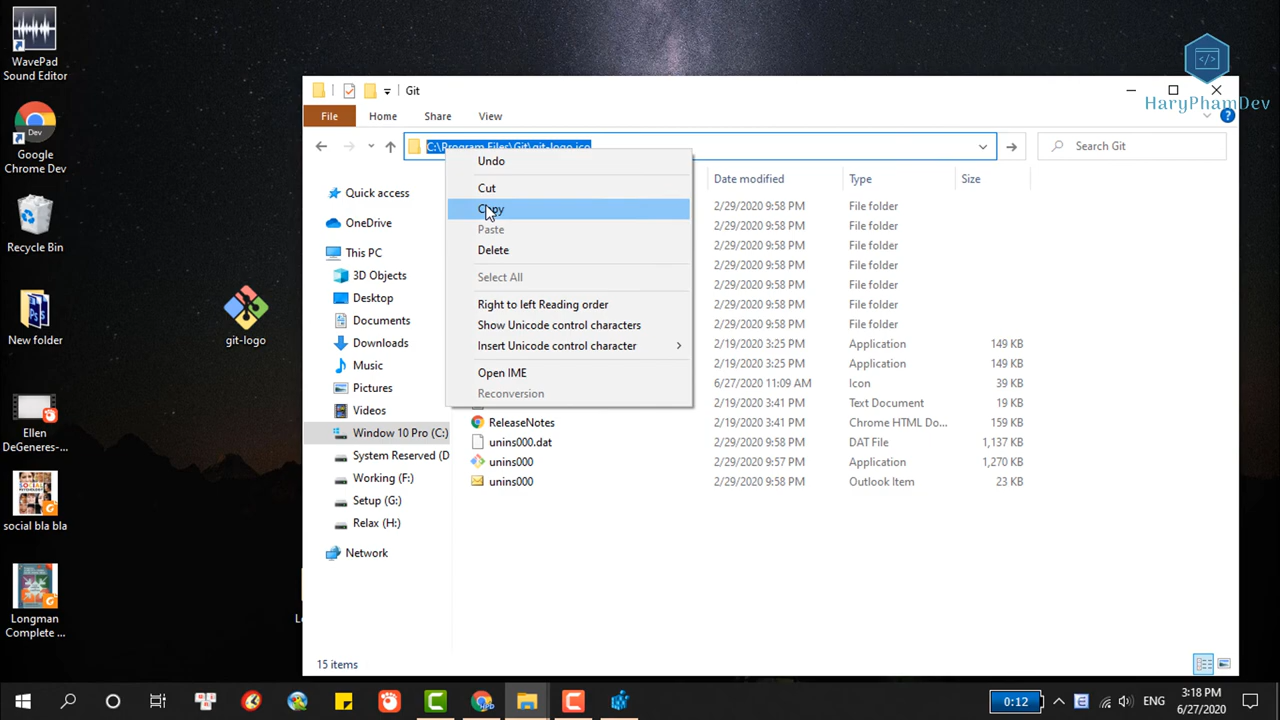 WavePad
Sound Editor
Google
Chrome Dev
Recycle Bin
New folder
Ellen
DeGeneres-...
social bla bla
Longman
Complete ...
git-logo
HaryPhamDev
Git
File
Home
Share
View
C:\Program Files\Git\git-logo.ico
Search Git
Undo
Cut
Copy
Paste
Delete
Select All
Right to left Reading order
Show Unicode control characters
Insert Unicode control character
Open IME
Reconversion
Quick access
OneDrive
This PC
3D Objects
Desktop
Documents
Downloads
Music
Pictures
Videos
Window 10 Pro (C:)
System Reserved (D
Working (F:)
Setup (G:)
Relax (H:)
Network
Date modified Type Size
2/29/2020 9:58 PM File folder
2/29/2020 9:58 PM File folder
2/29/2020 9:58 PM File folder
2/29/2020 9:58 PM File folder
2/29/2020 9:58 PM File folder
2/29/2020 9:58 PM File folder
2/29/2020 9:58 PM File folder
2/19/2020 3:25 PM Application 149 KB
2/19/2020 3:25 PM Application 149 KB
6/27/2020 11:09 AM Icon 39 KB
2/19/2020 3:41 PM Text Document 19 KB
ReleaseNotes 2/19/2020 3:41 PM Chrome HTML Do... 159 KB
unins000.dat 2/29/2020 9:58 PM DAT File 1,137 KB
unins000 2/29/2020 9:57 PM Application 1,270 KB
unins000 2/29/2020 9:58 PM Outlook Item 23 KB
15 items
0:12
ENG
3:18 PM
6/27/2020